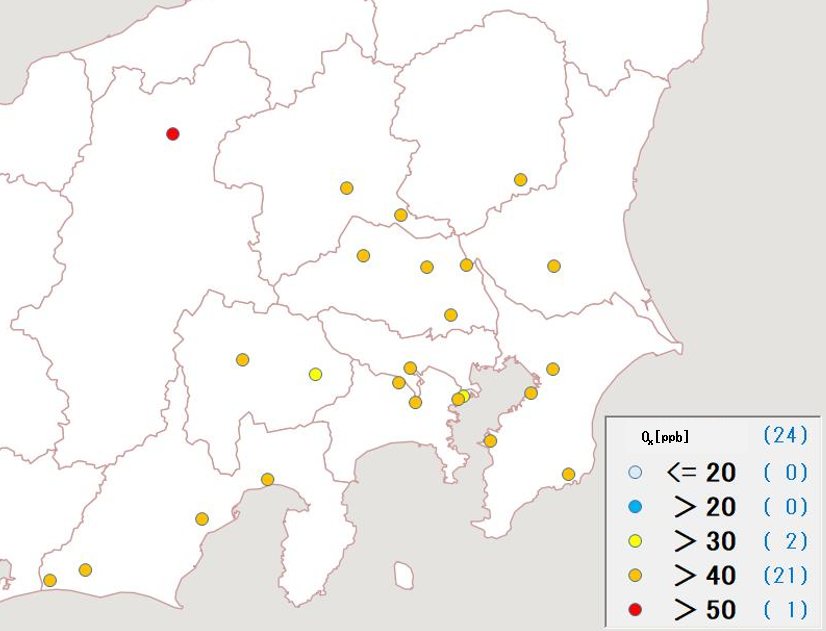 Ox[ppb] (24)
<= 20 ( 0)
> 20 ( 0)
> 30 ( 2)
> 40 (21)
> 50 ( 1)